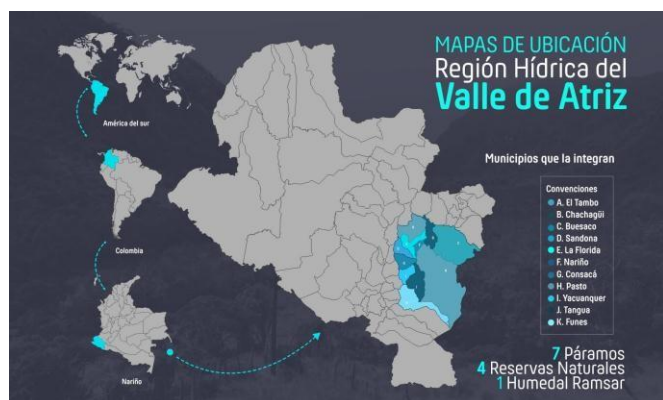 MAPAS DE UBICACIÓN
Región Hídrica del
Valle de Atriz
América del sur
Municipios que la integran
Convenciones
A. El Tambo
B. Chachagüi
C. Buesaco
D. Sandona
E. La Florida
F. Nariño
G. Consacá
H. Pasto
I. Yacuanquer
J. Tangua
K. Funes
Colombia
Nariño
7 Páramos
4 Reservas Naturales
1 Humedal Ramsar